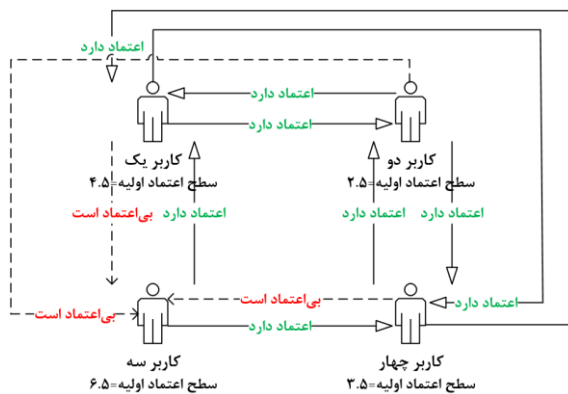 اعتماد دارد
اعتماد دارد
اعتماد دارد
کاربر دو
سطح اعتماد اولیه=۲.۵
کاربر یک
سطح اعتماد اولیه=۴.۵
اعتماد دارد
اعتماد دارد
اعتماد دارد
بی‌اعتماد است
بی‌اعتماد است
اعتماد دارد
بی‌اعتماد است
اعتماد دارد
کاربر چهار
سطح اعتماد اولیه=۳.۵
کاربر سه
سطح اعتماد اولیه=۶.۵